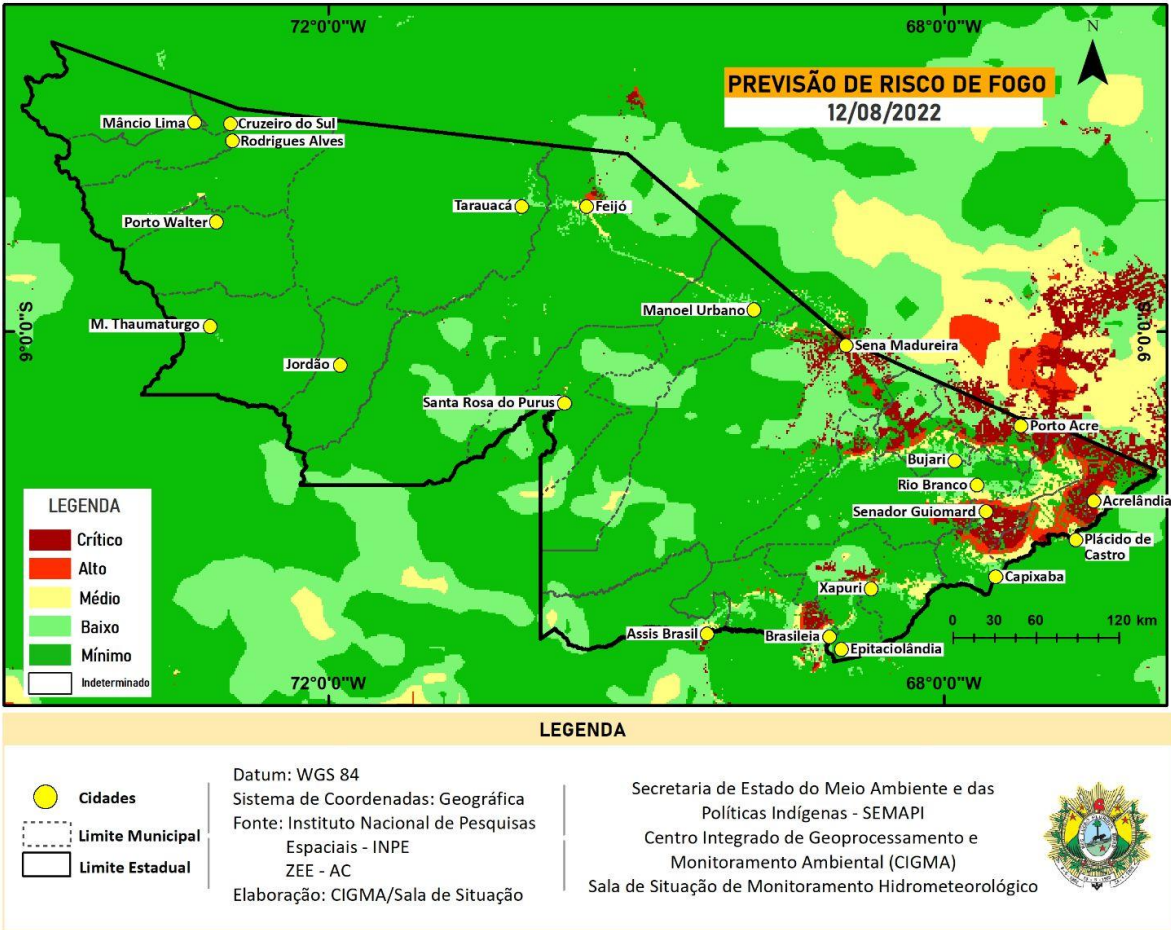 72°0'0"W
68°0'0"W
N
PREVISÃO DE RISCO DE FOGO
12/08/2022
Mâncio Lima
Cruzeiro do Sul
Rodrigues Alves
Tarauacá
Feijó
Porto Walter
Manoel Urbano
9°0'0"S
M. Thaumaturgo
9°0'0"S
Sena Madureira
Jordão
Santa Rosa do Purus
Porto Acre
Bujari
Rio Branco
Acrelândia
Senador Guiomard
Plácido de
Castro
Capixaba
Xapuri
Assis Brasil
Brasileia
Epitaciolândia
0 30 60 120 km
LEGENDA
Crítico
Alto
Médio
Baixo
Mínimo
Indeterminado
72°0'0"W
68°0'0"W
LEGENDA
Cidades
Limite Municipal
Limite Estadual
Datum: WGS 84
Sistema de Coordenadas: Geográfica
Fonte: Instituto Nacional de Pesquisas
Espaciais - INPE
ZEE - AC
Elaboração: CIGMA/Sala de Situação
Secretaria de Estado do Meio Ambiente e das
Políticas Indígenas - SEMAPI
Centro Integrado de Geoprocessamento e
Monitoramento Ambiental (CIGMA)
Sala de Situação de Monitoramento Hidrometeorológico